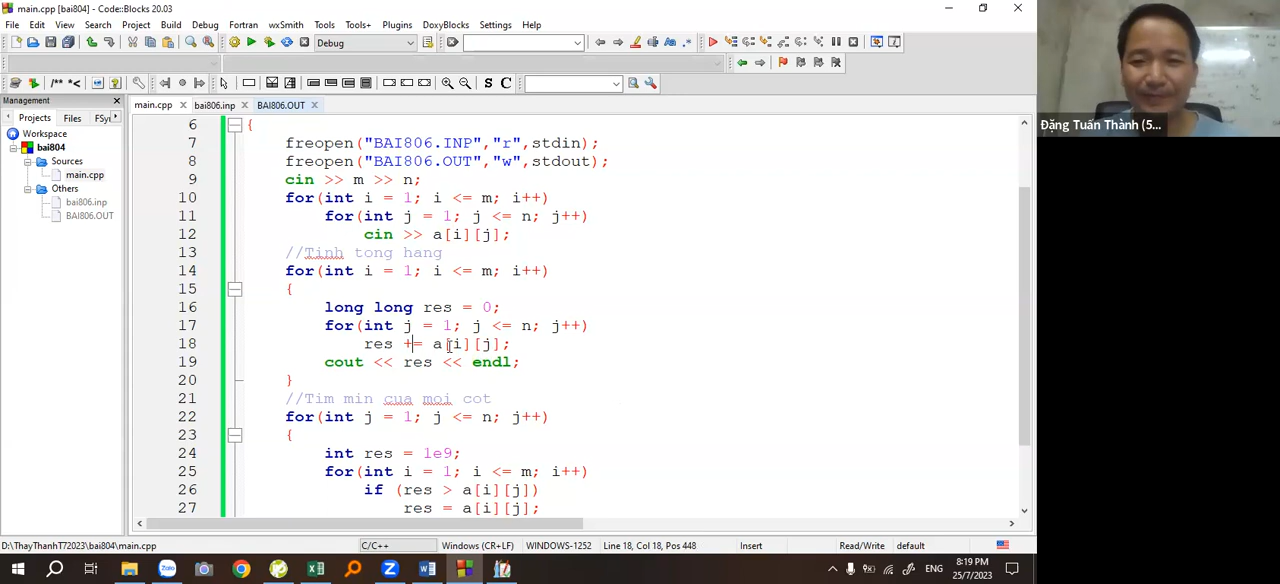 main.cpp [bai804] - Code::Blocks 20.03
File Edit View Search Project Build Debug Fortran wxSmith Tools Tools+ Plugins DoxyBlocks Settings Help
Debug
/** *<
S C
Management
Projects Files FSy
Workspace
bai804
Sources
main.cpp
Others
bai806.inp
BAI806.OUT
main.cpp bai806.inp BAI806.OUT
6 {
7 freopen("BAI806.INP","r",stdin);
8 freopen("BAI806.OUT","w",stdout);
9 cin >> m >> n;
10 for(int i = 1; i <= m; i++)
11 for(int j = 1; j <= n; j++)
12 cin >> a[i][j];
13 //Tinh tong hang
14 for(int i = 1; i <= m; i++)
15 {
16 long long res = 0;
17 for(int j = 1; j <= n; j++)
18 res += a[i][j];
19 cout << res << endl;
20 }
21 //Tim min cua moi cot
22 for(int j = 1; j <= n; j++)
23 {
24 int res = 1e9;
25 for(int i = 1; i <= m; i++)
26 if (res > a[i][j])
27 res = a[i][j];
Đặng Tuấn Thành (5...
D:\ThayThanhT72023\bai804\main.cpp C/C++ Windows (CR+LF) WINDOWS-1252 Line 18, Col 18, Pos 448 Insert Read/Write default
Zalo
ENG
8:19 PM
25/7/2023